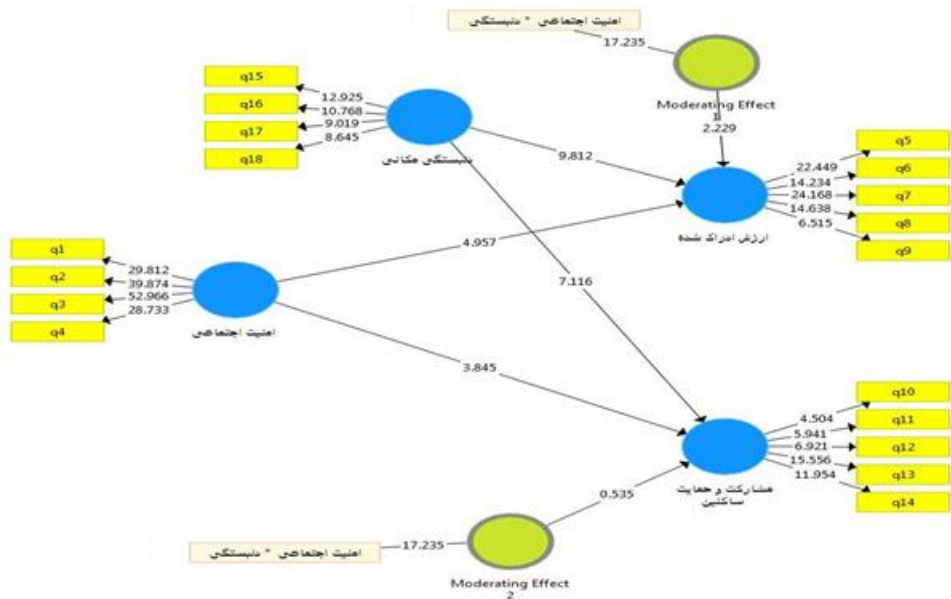 امنیت اجتماعی * دلبستگی
17.235
Moderating Effect
1
2.229
q15
q16
q17
q18
12.925
10.768
9.019
8.645
دلبستگی مکانی
9.812
q5
q6
q7
q8
q9
22.449
14.234
24.168
14.638
6.515
ارزش ادراک شده
4.957
7.116
q1
q2
q3
q4
29.812
39.874
52.966
28.733
امنیت اجتماعی
3.845
q10
q11
q12
q13
q14
4.504
5.941
6.921
15.556
11.954
مشارکت و حمایت
ساکنین
0.535
امنیت اجتماعی * دلبستگی
17.235
Moderating Effect
2